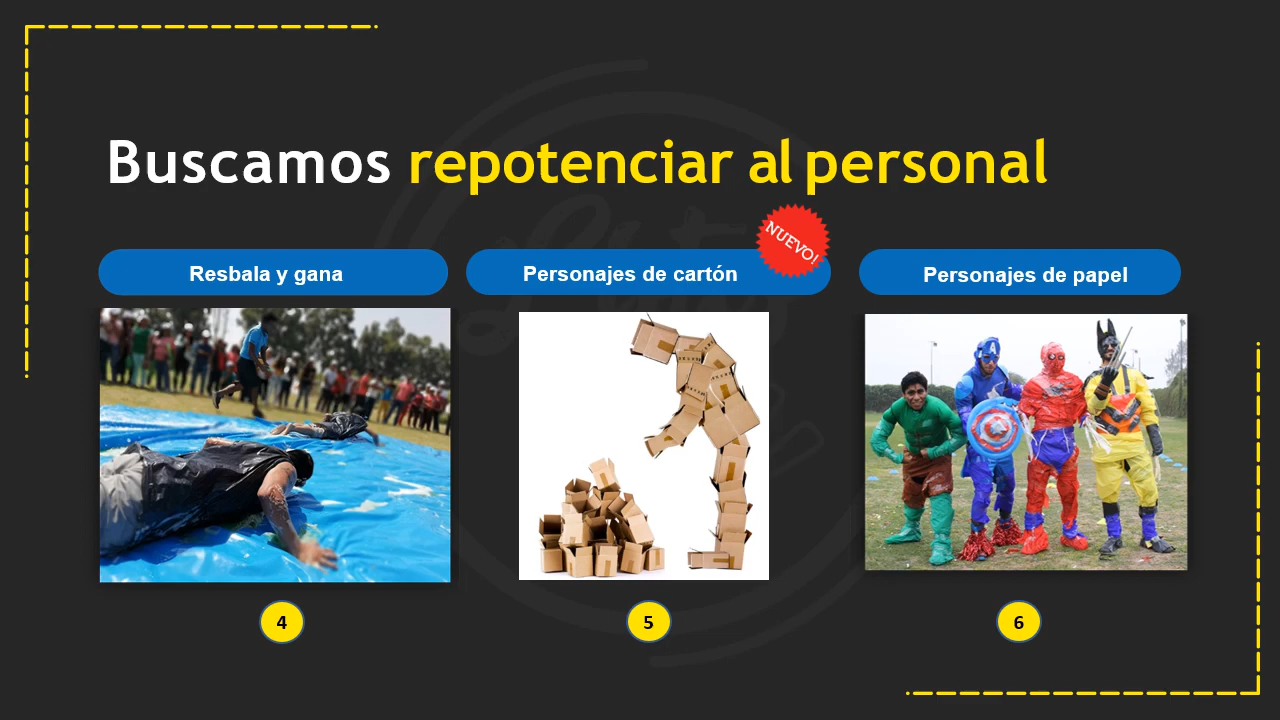 Buscamos repotenciar al personal
NUEVO!
Resbala y gana
Personajes de cartón
Personajes de papel
A
4
5
6